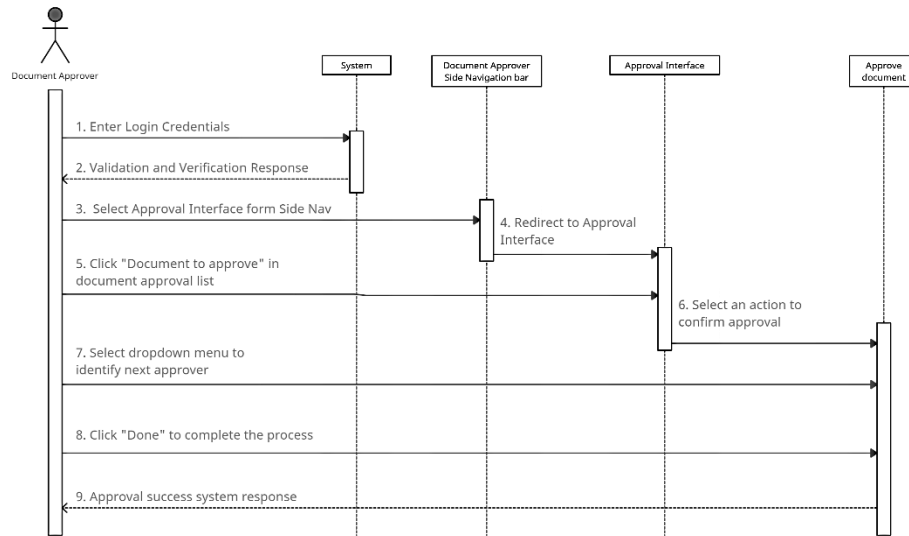 Document Approver
System
Document Approver
Side Navigation bar
Approval Interface
Approve
document
1. Enter Login Credentials
2. Validation and Verification Response
3.  Select Approval Interface form Side Nav
4. Redirect to Approval
Interface
5. Click "Document to approve" in
document approval list
6. Select an action to
confirm approval
7. Select dropdown menu to
identify next approver
8. Click "Done" to complete the process
9. Approval success system response